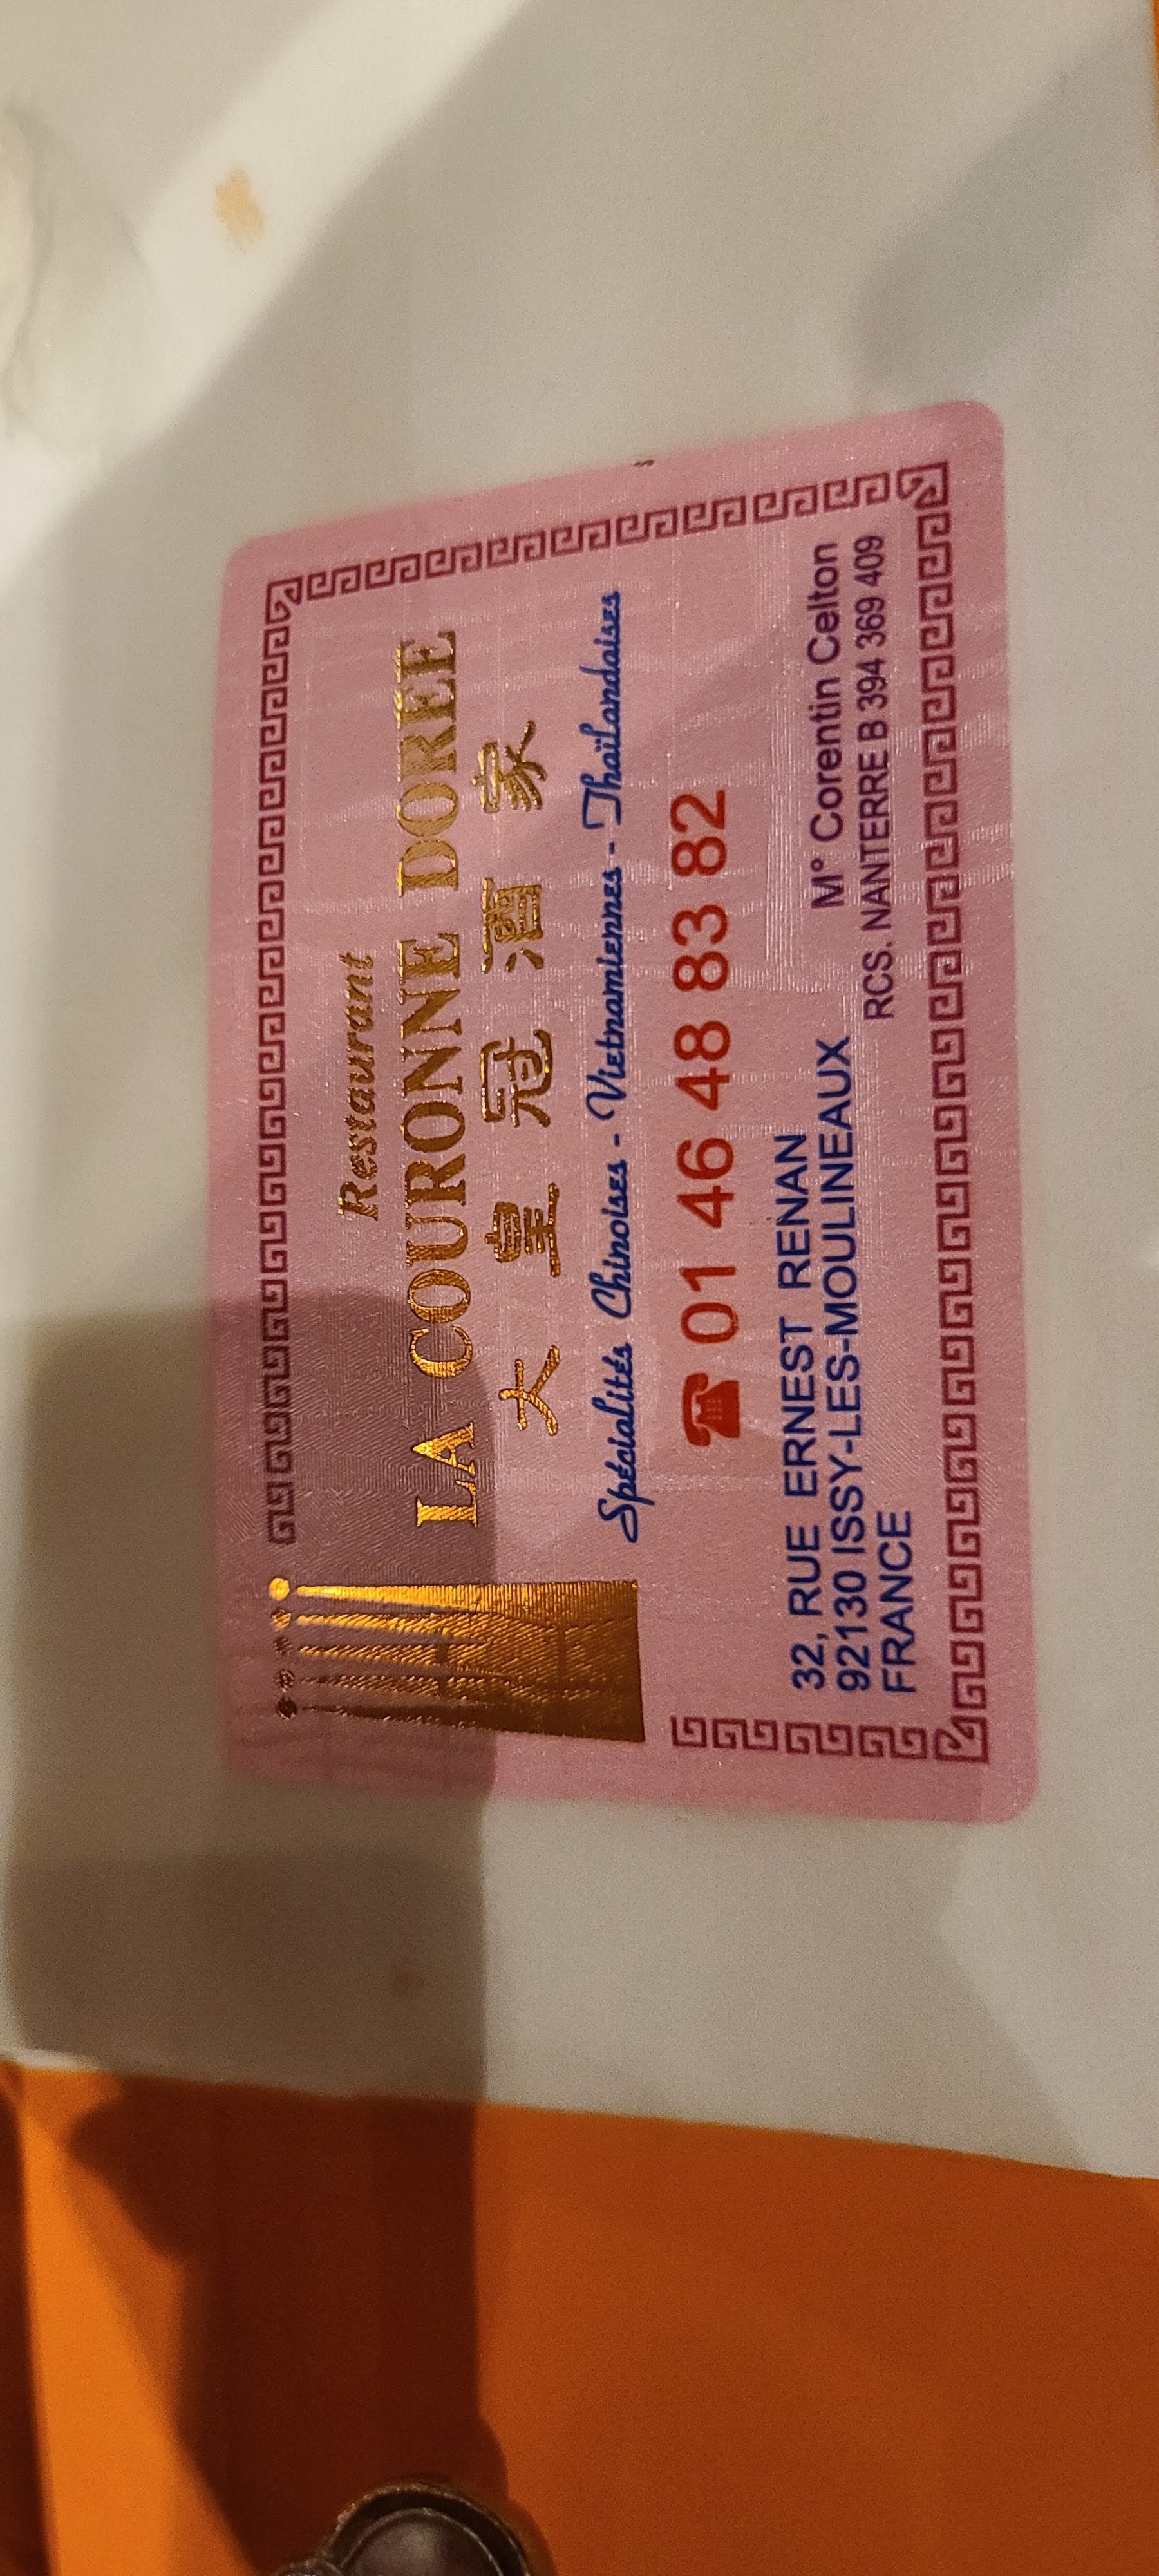 Restaurant
LA COURONNE DORÉE
大皇冠酒家
Spécialités Chinoises - Vietnamiennes - Thaïlandaises
☎ 01 46 48 83 82
32, RUE ERNEST RENAN
92130 ISSY-LES-MOULINEAUX
FRANCE
M° Corentin Celton
RCS. NANTERRE B 394 369 409